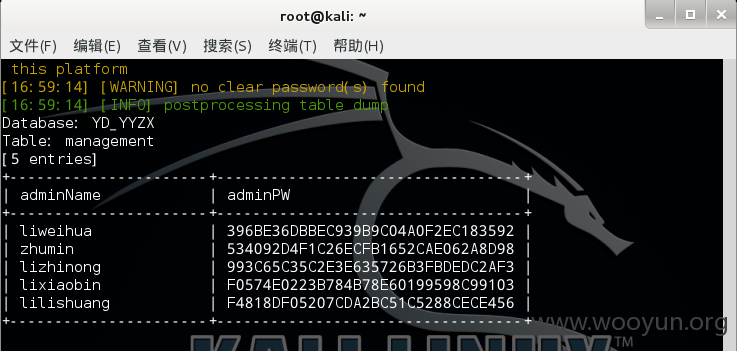 root@kali: ~
文件(F) 编辑(E) 查看(V) 搜索(S) 终端(T) 帮助(H)
this platform
[16:59:14] [WARNING] no clear password(s) found
[16:59:14] [INFO] postprocessing table dump
Database: YD_YYZX
Table: management
[5 entries]
+--------------------+----------------------------------+
| adminName | adminPW |
+--------------------+----------------------------------+
| liweihua | 396BE36DBBEC939B9C04A0F2EC183592 |
| zhumin | 534092D4F1C26ECFB1652CAE062A8D98 |
| lizhinong | 993C65C35C2E3E635726B3FBDEDC2AF3 |
| lixiaobin | F0574E0223B784B78E60199598C99103 |
| lilishuang | F4818DF05207CDA2BC51C5288CECE456 |
+--------------------+----------------------------------+
www.wooyun.org
KALI LINUX™